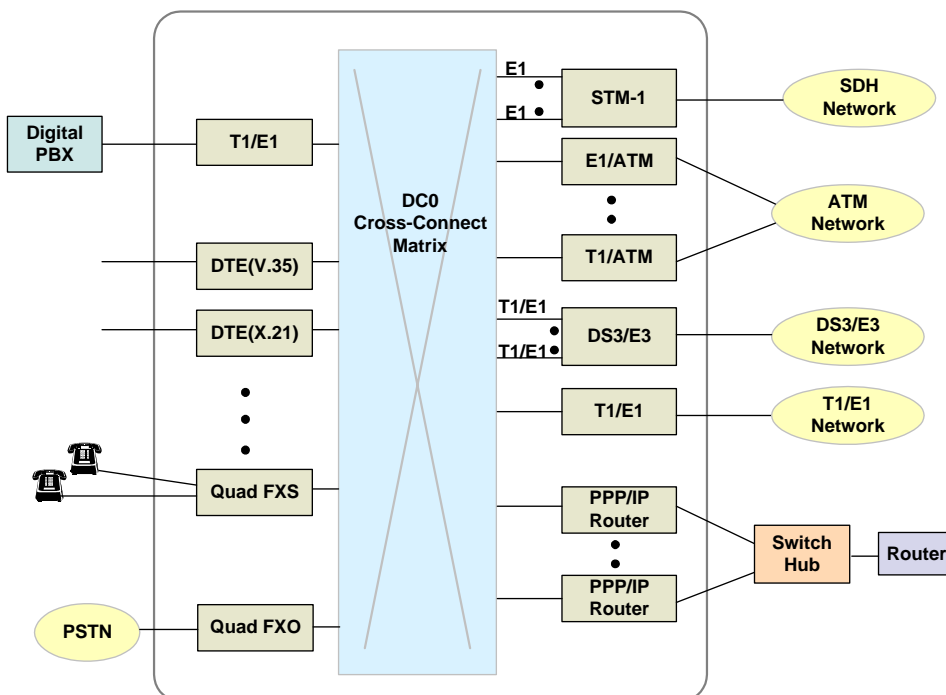 Digital
PBX
T1/E1
DTE(V.35)
DTE(X.21)
Quad FXS
PSTN
Quad FXO
DC0
Cross-Connect
Matrix
E1
E1
STM-1
SDH
Network
E1/ATM
T1/ATM
ATM
Network
T1/E1
T1/E1
DS3/E3
DS3/E3
Network
T1/E1
T1/E1
Network
PPP/IP
Router
PPP/IP
Router
Switch
Hub
Router